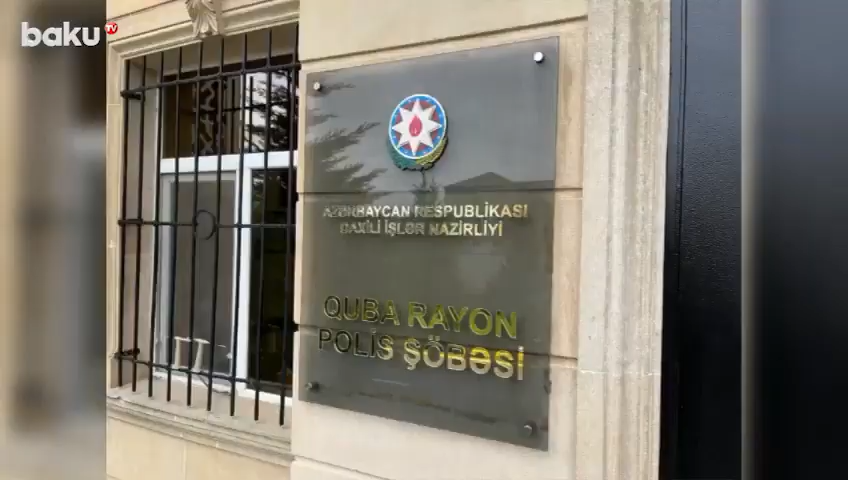 baku TV
AZƏRBAYCAN RESPUBLİKASI
DAXİLİ İŞLƏR NAZİRLİYİ
QUBA RAYON
POLİS ŞÖBƏSİ